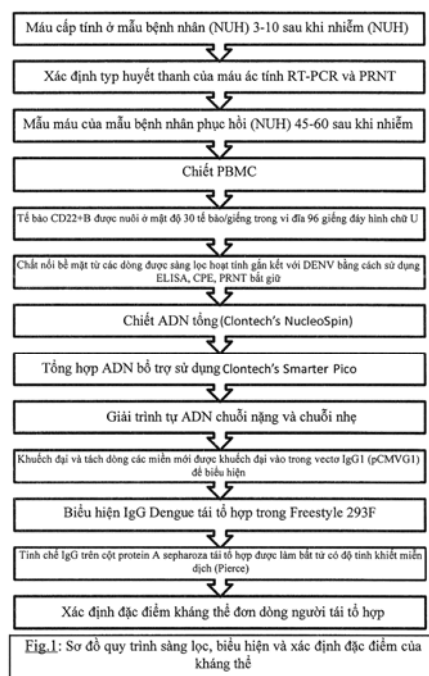 Máu cấp tính ở mẫu bệnh nhân (NUH) 3-10 sau khi nhiễm (NUH)
Xác định typ huyết thanh của máu ác tính RT-PCR và PRNT
Mẫu máu của mẫu bệnh nhân phục hồi (NUH) 45-60 sau khi nhiễm
Chiết PBMC
Tế bào CD22+B được nuôi ở mật độ 30 tế bào/giếng trong vi đĩa 96 giếng đáy hình chữ U
Chất nổi bề mặt từ các dòng được sàng lọc hoạt tính gắn kết với DENV bằng cách sử dụng
ELISA, CPE, PRNT bắt giữ
Chiết ADN tổng (Clontech's NucleoSpin)
Tổng hợp ADN bổ trợ sử dụng Clontech's Smarter Pico
Giải trình tự ADN chuỗi nặng và chuỗi nhẹ
Khuếch đại và tách dòng các miền mới được khuếch đại vào trong vectơ IgG1 (pCMVG1)
để biểu hiện
Biểu hiện IgG Dengue tái tổ hợp trong Freestyle 293F
Tinh chế IgG trên cột protein A sepharoza tái tổ hợp được làm bất tử có độ tinh khiết miễn
dịch (Pierce)
Xác định đặc điểm kháng thể đơn dòng người tái tổ hợp
Fig.1: Sơ đồ quy trình sàng lọc, biểu hiện và xác định đặc điểm của
kháng thể